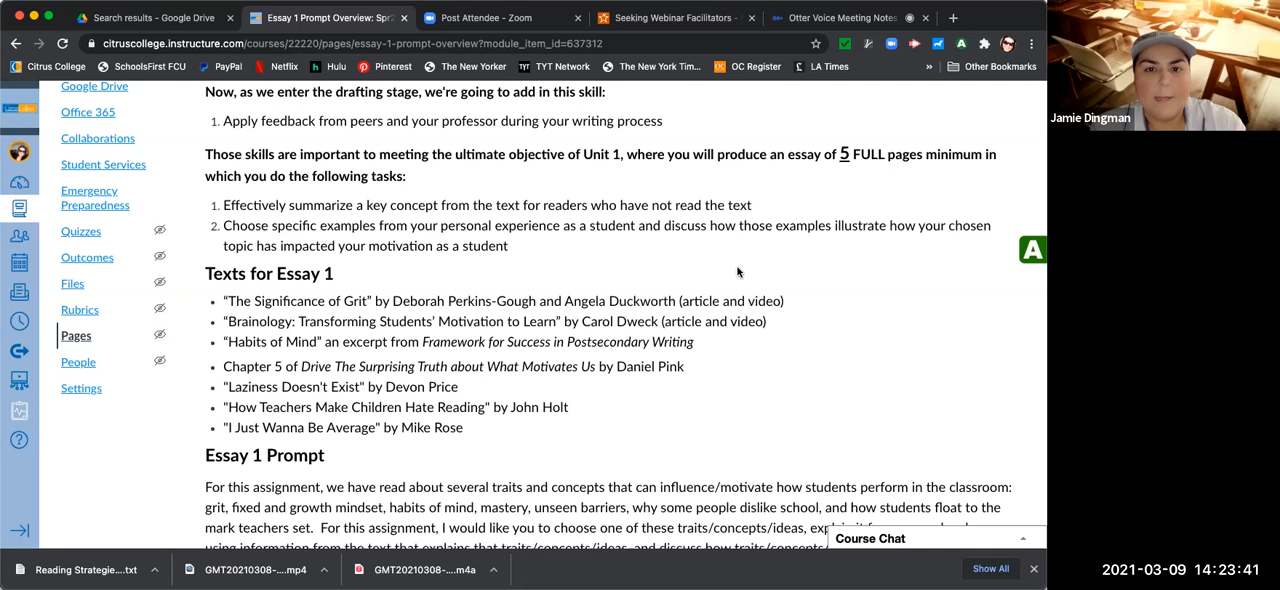 Search results - Google Drive
Essay 1 Prompt Overview: Spr
Post Attendee - Zoom
Seeking Webinar Facilitators -
Otter Voice Meeting Notes
citruscollege.instructure.com/courses/22220/pages/essay-1-prompt-overview?module_item_id=637312
Citrus College
SchoolsFirst FCU
PayPal
Netflix
Hulu
Pinterest
The New Yorker
TYT Network
The New York Tim...
OC Register
LA Times
»
Other Bookmarks
Jamie Dingman
Google Drive
Office 365
Collaborations
Student Services
Emergency
Preparedness
Quizzes
Outcomes
Files
Rubrics
Pages
People
Settings
Now, as we enter the drafting stage, we're going to add in this skill:
1. Apply feedback from peers and your professor during your writing process
Those skills are important to meeting the ultimate objective of Unit 1, where you will produce an essay of 5 FULL pages minimum in
which you do the following tasks:
1. Effectively summarize a key concept from the text for readers who have not read the text
2. Choose specific examples from your personal experience as a student and discuss how those examples illustrate how your chosen
topic has impacted your motivation as a student
A
Texts for Essay 1
• "The Significance of Grit" by Deborah Perkins-Gough and Angela Duckworth (article and video)
• "Brainology: Transforming Students' Motivation to Learn" by Carol Dweck (article and video)
• "Habits of Mind" an excerpt from Framework for Success in Postsecondary Writing
Chapter 5 of Drive The Surprising Truth about What Motivates Us by Daniel Pink
• "Laziness Doesn't Exist" by Devon Price
• "How Teachers Make Children Hate Reading" by John Holt
• "I Just Wanna Be Average" by Mike Rose
Essay 1 Prompt
For this assignment, we have read about several traits and concepts that can influence/motivate how students perform in the classroom:
grit, fixed and growth mindset, habits of mind, mastery, unseen barriers, why some people dislike school, and how students float to the
mark teachers set. For this assignment, I would like you to choose one of these traits/concepts/ideas,
using information from the text that explains that traits/concepts/ideas, and discuss how traits/concepts/
Course Chat
Reading Strategie....txt
GMT20210308-....mp4
GMT20210308-....m4a
Show All
2021-03-09 14:23:41